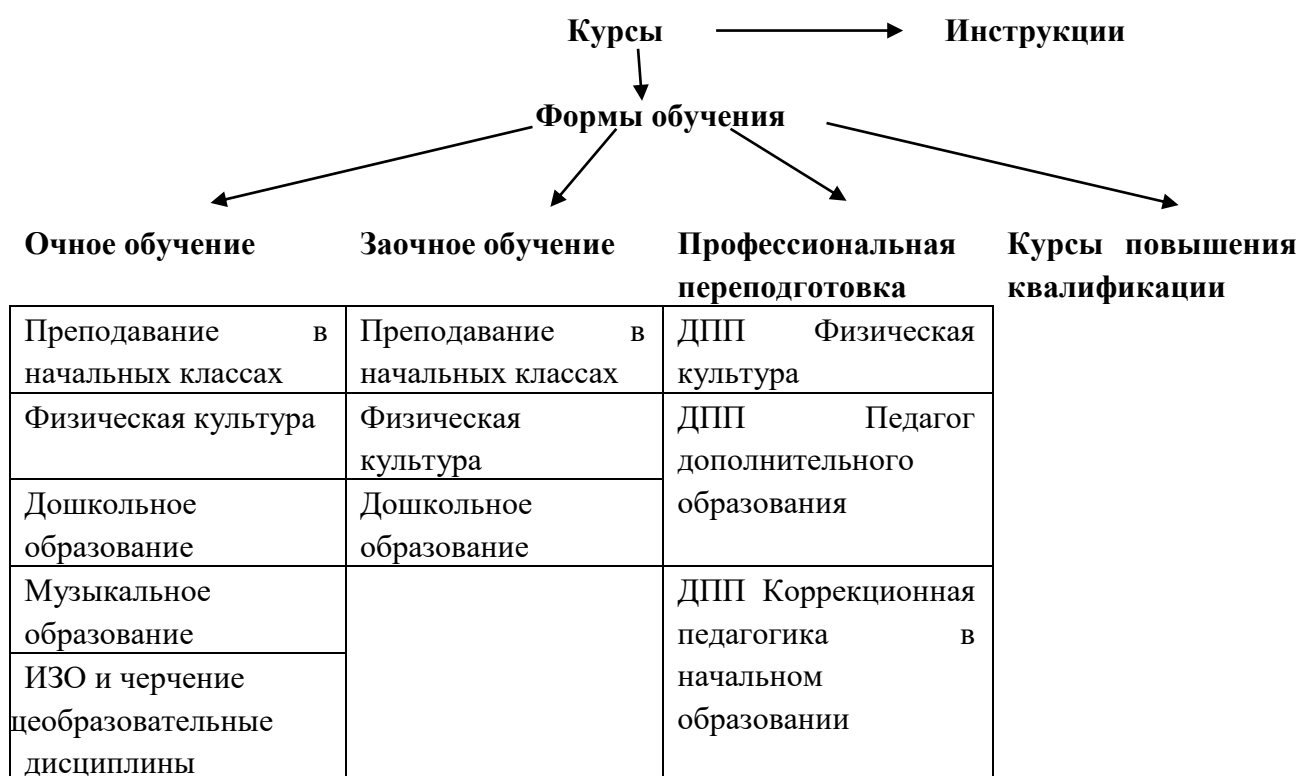 Курсы Инструкции
Формы обучения
Очное обучение Заочное обучение Профессиональная Курсы повышения
переподготовка квалификации
Преподавание в Преподавание в ДПП Физическая
начальных классах начальных классах культура
Физическая культура Физическая ДПП Педагог
культура дополнительного
Дошкольное Дошкольное образования
образование образование
Музыкальное ДПП Коррекционная
образование педагогика в
ИЗО и черчение начальном
цеобразовательные образовании
дисциплины